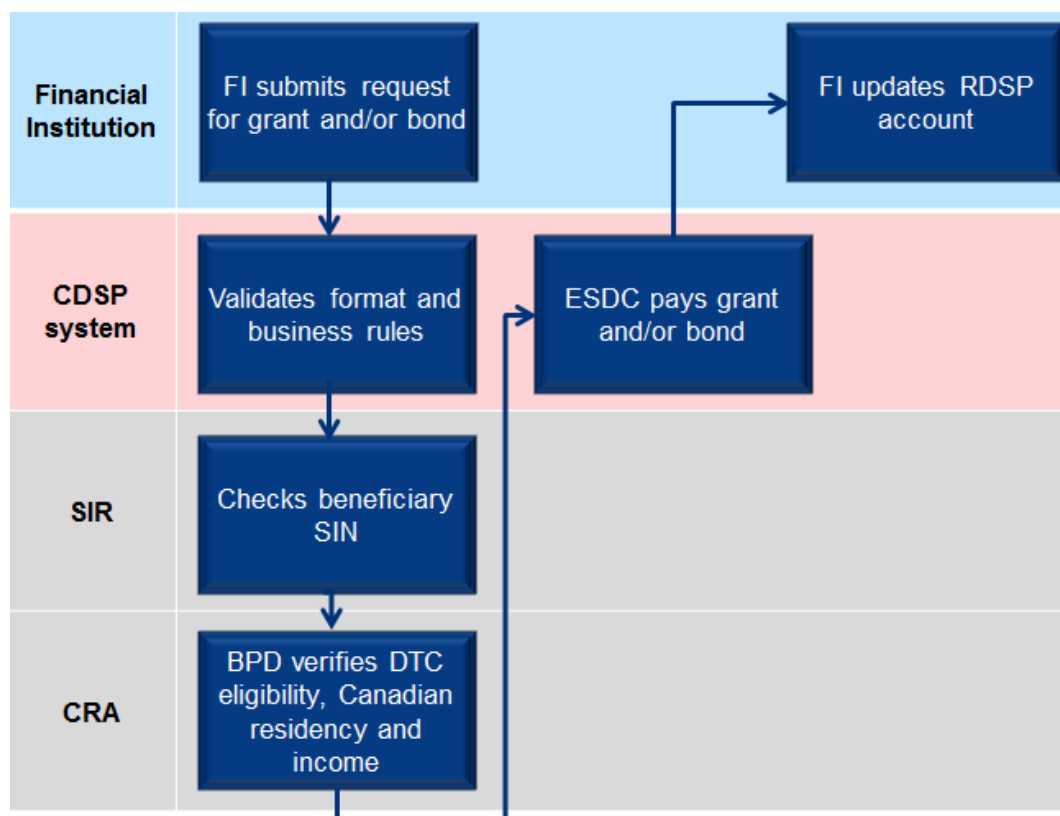 Financial
Institution
FI submits request
for grant and/or bond
FI updates RDSP
account
CDSP
system
Validates format and
business rules
ESDC pays grant
and/or bond
SIR
Checks beneficiary
SIN
CRA
BPD verifies DTC
eligibility, Canadian
residency and
income